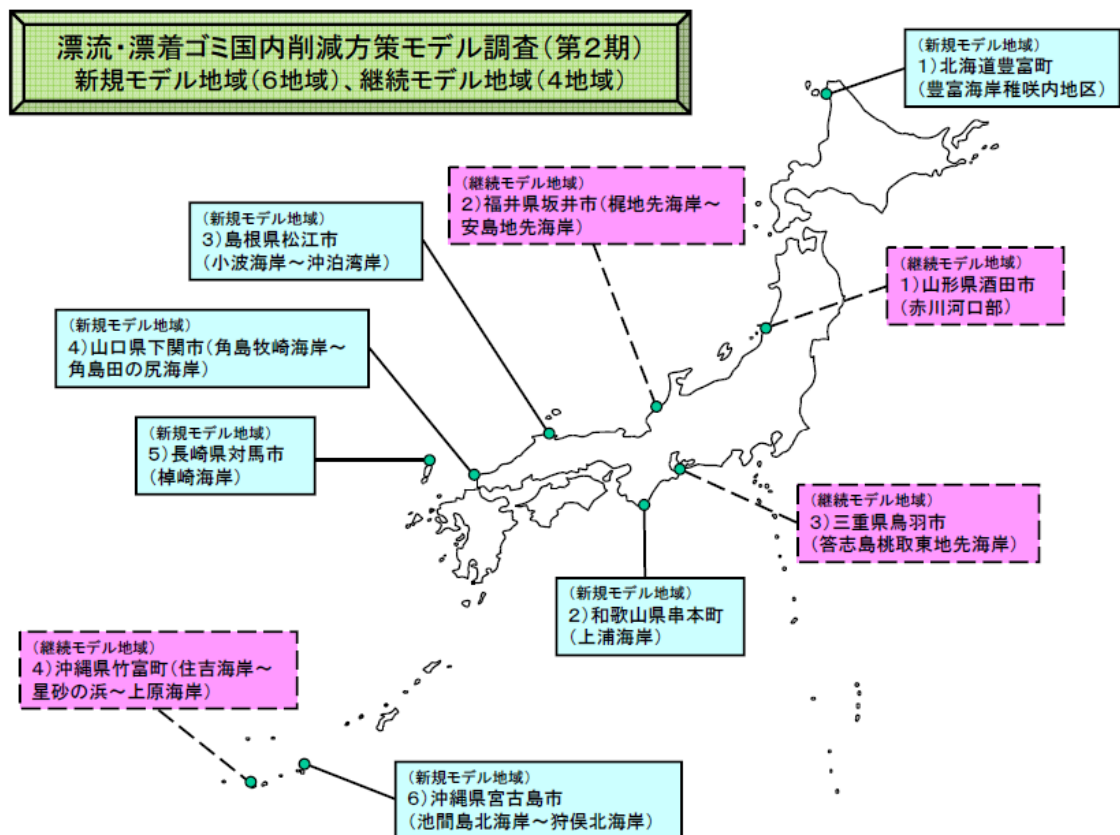 漂流・漂着ゴミ国内削減方策モデル調査(第2期)
新規モデル地域(6地域)、継続モデル地域(4地域)
(新規モデル地域)
1)北海道豊富町
(豊富海岸稚咲内地区)
(継続モデル地域)
2)福井県坂井市(梶地先海岸～
安島地先海岸)
(新規モデル地域)
3)島根県松江市
(小波海岸～沖泊湾岸)
(継続モデル地域)
1)山形県酒田市
(赤川河口部)
(新規モデル地域)
4)山口県下関市(角島牧崎海岸～
角島田の尻海岸)
(新規モデル地域)
5)長崎県対馬市
(棹崎海岸)
(継続モデル地域)
3)三重県鳥羽市
(答志島桃取東地先海岸)
(新規モデル地域)
2)和歌山県串本町
(上浦海岸)
(継続モデル地域)
4)沖縄県竹富町(住吉海岸～
星砂の浜～上原海岸)
(新規モデル地域)
6)沖縄県宮古島市
(池間島北海岸～狩俣北海岸)